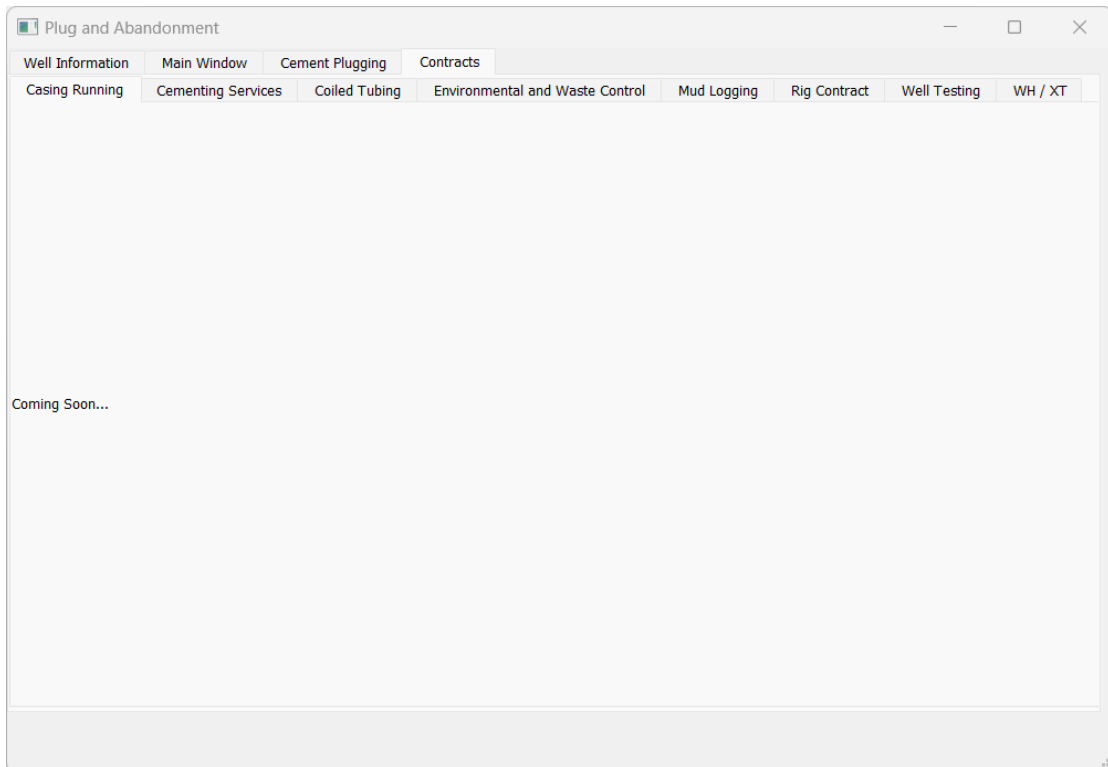 Plug and Abandonment
Well Information Main Window Cement Plugging Contracts
Casing Running Cementing Services Coiled Tubing Environmental and Waste Control Mud Logging Rig Contract Well Testing WH / XT
Coming Soon...